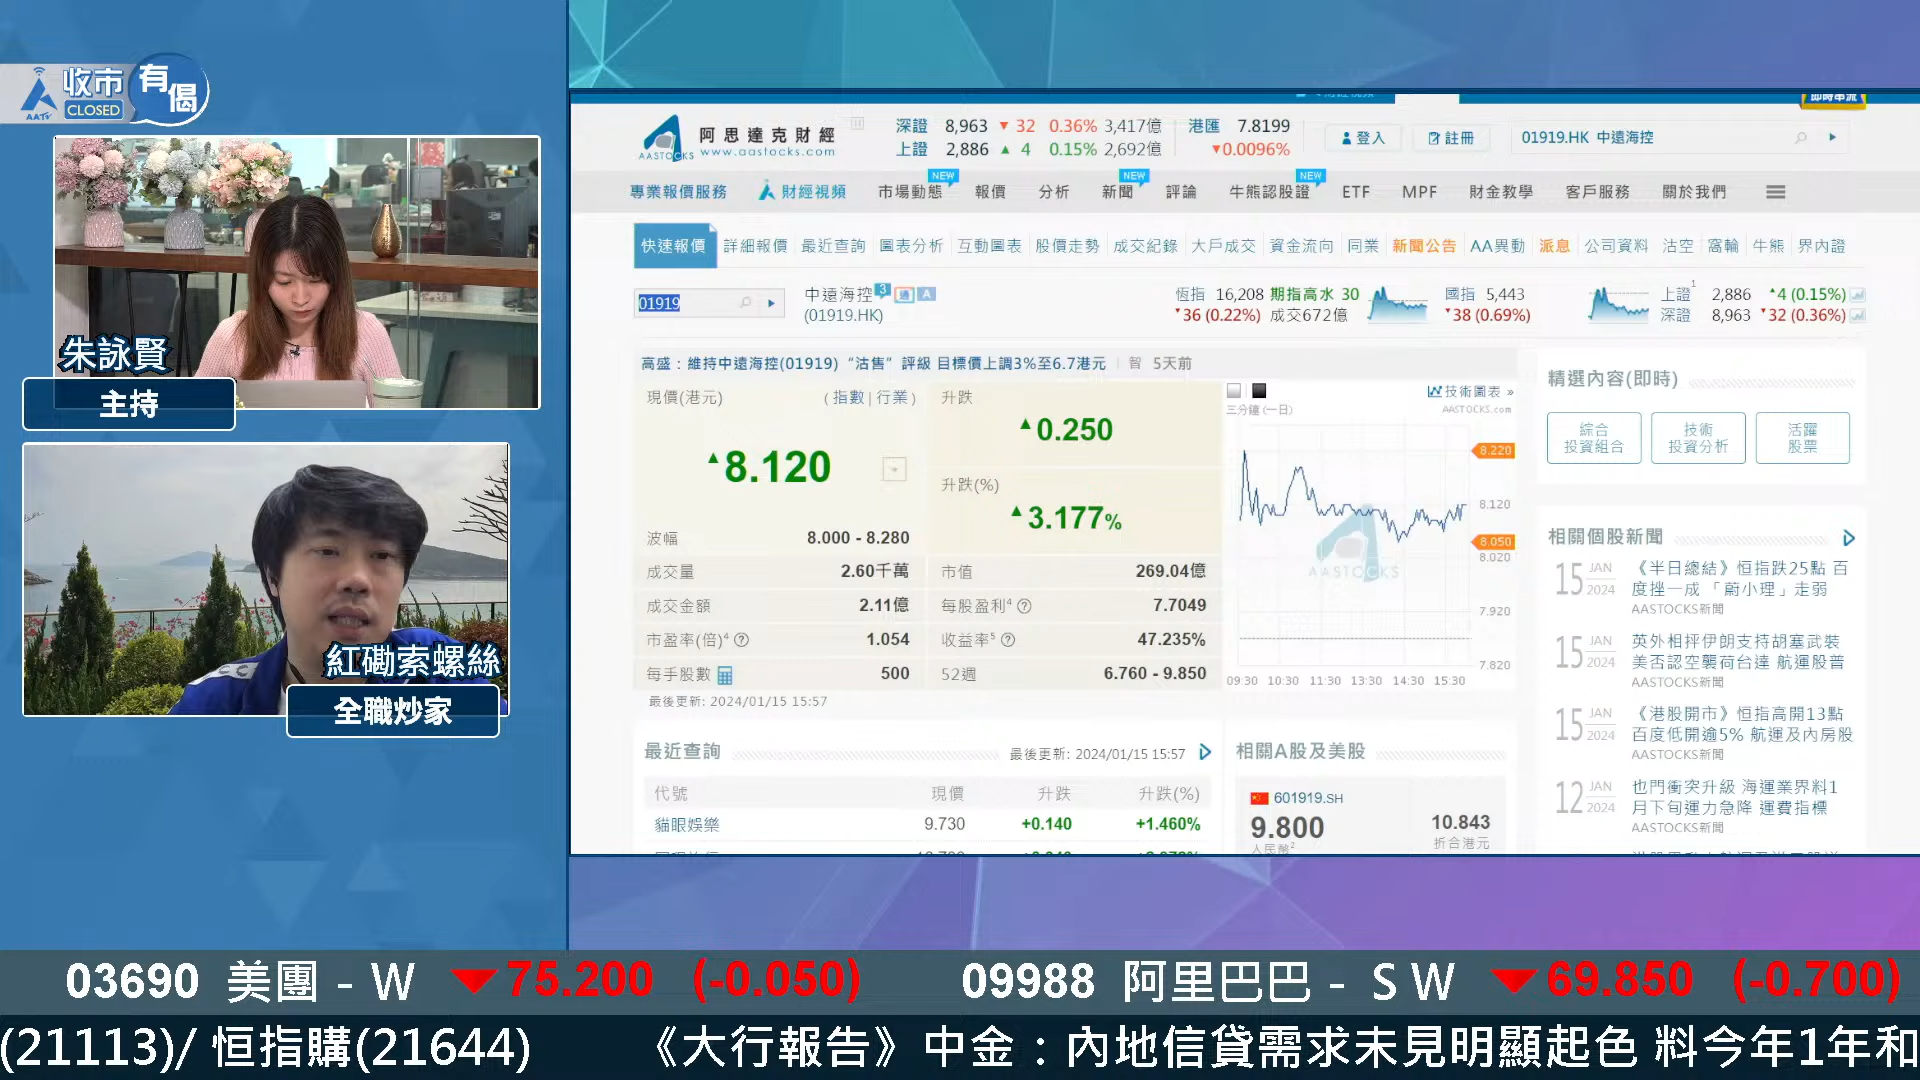 收市
CLOSED
有偈
AATV
朱詠賢
主持
紅磡索螺絲
全職炒家
阿思達克財經
www.aastocks.com
AASTOCKS
深證 8,963 ▼ 32 0.36% 3,417億
上證 2,886 ▲ 4 0.15% 2,692億
港匯 7.8199
▼0.0096%
登入
註冊
01919.HK 中遠海控
專業報價服務 財經視頻 市場動態 NEW 報價 分析 新聞 NEW 評論 牛熊認股證 NEW ETF MPF 財金教學 客戶服務 關於我們
快速報價 詳細報價 最近查詢 圖表分析 互動圖表 股價走勢 成交紀錄 大戶成交 資金流向 同業 新聞公告 AA異動 派息 公司資料 沽空 窩輪 牛熊 界內證
01919
中遠海控 3 通 A
(01919.HK)
恆指 16,208 期指高水 30
▼36 (0.22%) 成交672億
國指 5,443
▼38 (0.69%)
上證1 2,886 ▲4 (0.15%)
深證 8,963 ▼32 (0.36%)
高盛：維持中遠海控(01919)“沽售”評級 目標價上調3%至6.7港元 智 5天前
現價(港元)
(指數|行業)
▲8.120
升跌
▲0.250
升跌(%)
▲3.177%
波幅 8.000 - 8.280
成交量 2.60千萬
市值 269.04億
成交金額 2.11億
每股盈利4 7.7049
市盈率(倍)4 1.054
收益率5 47.235%
每手股數 500
52週 6.760 - 9.850
最後更新: 2024/01/15 15:57
三分鐘 (一日)
技術圖表 »
AASTOCKS.com
AASTOCKS
8.220
8.120
8.050
8.020
7.920
7.820
09:30 10:30 11:30 13:30 14:30 15:30
最近查詢
最後更新: 2024/01/15 15:57
代號 現價 升跌 升跌(%)
貓眼娛樂 9.730 +0.140 +1.460%
相關A股及美股
601919.SH
9.800
人民幣2
10.843
折合港元
精選內容(即時)
綜合
投資組合
技術
投資分析
活躍
股票
相關個股新聞
15 JAN 2024
《半日總結》恒指跌25點 百
度挫一成 「蔚小理」走弱
AASTOCKS新聞
15 JAN 2024
英外相抨伊朗支持胡塞武裝
美否認空襲荷台達 航運股普
AASTOCKS新聞
15 JAN 2024
《港股開市》恒指高開13點
百度低開逾5% 航運及內房股
AASTOCKS新聞
12 JAN 2024
也門衝突升級 海運業界料1
月下旬運力急降 運費指標
AASTOCKS新聞
03690 美團－Ｗ ▼75.200 (-0.050) 09988 阿里巴巴－ＳＷ ▼69.850 (-0.700)
(21113)/ 恒指購(21644) 《大行報告》中金：內地信貸需求未見明顯起色 料今年1年和